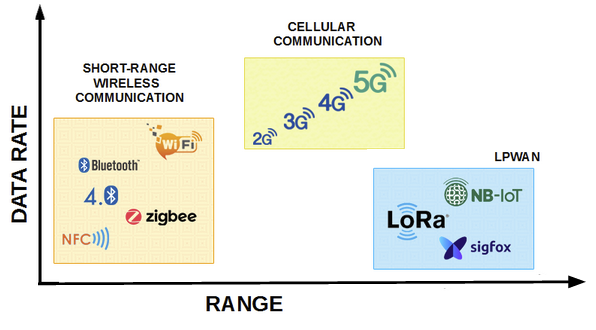 CELLULAR
COMMUNICATION
SHORT-RANGE
WIRELESS
COMMUNICATION
5G
4G
3G
2G
WiFi
Bluetooth™
4.0
zigbee
NFC
LPWAN
NB-IoT
LoRa®
sigfox
DATA RATE
RANGE